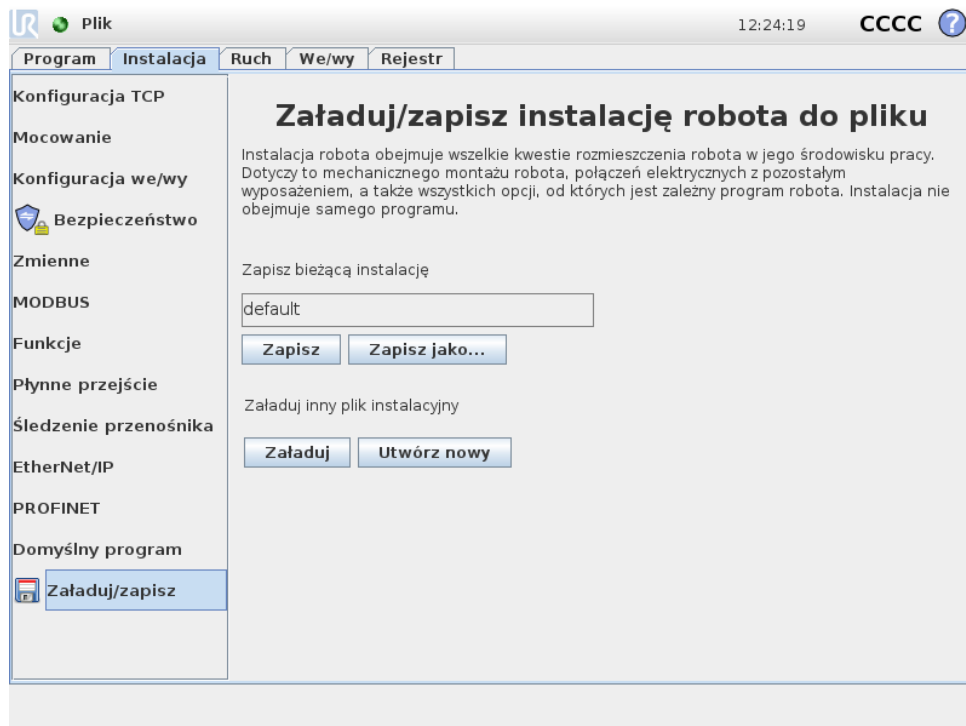 UR Plik 12:24:19 CCCC ?
Program Instalacja Ruch We/wy Rejestr
Konfiguracja TCP
Mocowanie
Konfiguracja we/wy
Bezpieczeństwo
Zmienne
MODBUS
Funkcje
Płynne przejście
Śledzenie przenośnika
EtherNet/IP
PROFINET
Domyślny program
Załaduj/zapisz
Załaduj/zapisz instalację robota do pliku
Instalacja robota obejmuje wszelkie kwestie rozmieszczenia robota w jego środowisku pracy.
Dotyczy to mechanicznego montażu robota, połączeń elektrycznych z pozostałym
wyposażeniem, a także wszystkich opcji, od których jest zależny program robota. Instalacja nie
obejmuje samego programu.
Zapisz bieżącą instalację
default
Zapisz Zapisz jako...
Załaduj inny plik instalacyjny
Załaduj Utwórz nowy